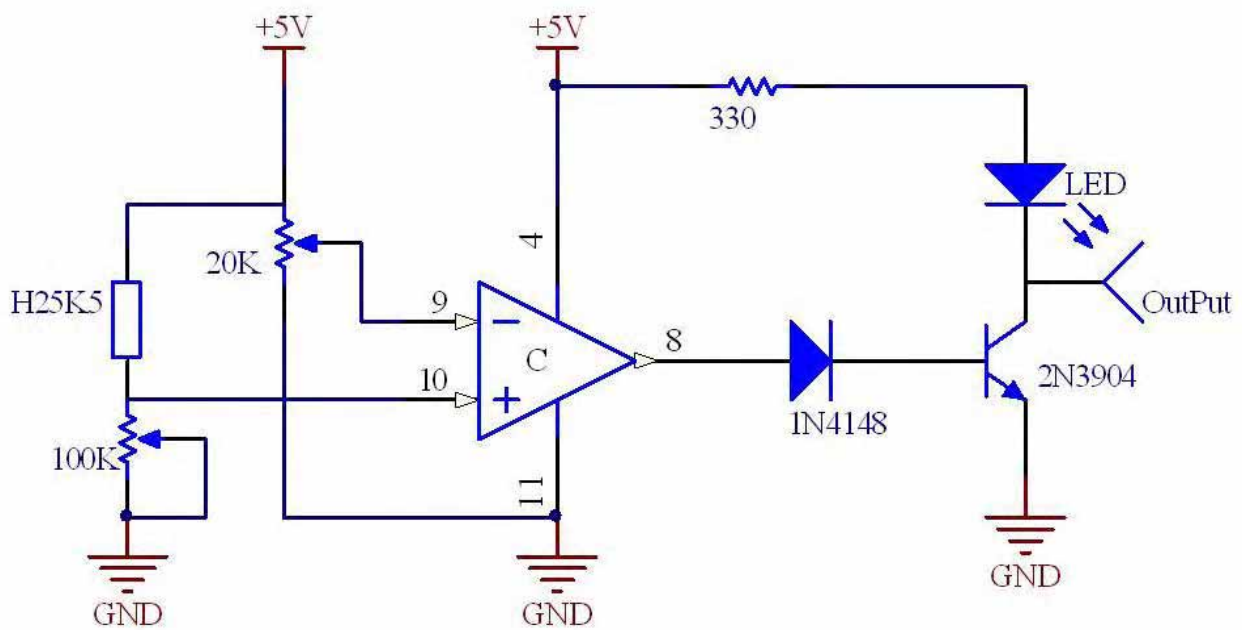 +5V
+5V
330
LED
4
20K
H25K5
9
OutPut
-
C
8
10
2N3904
+
1N4148
100K
11
GND
GND
GND